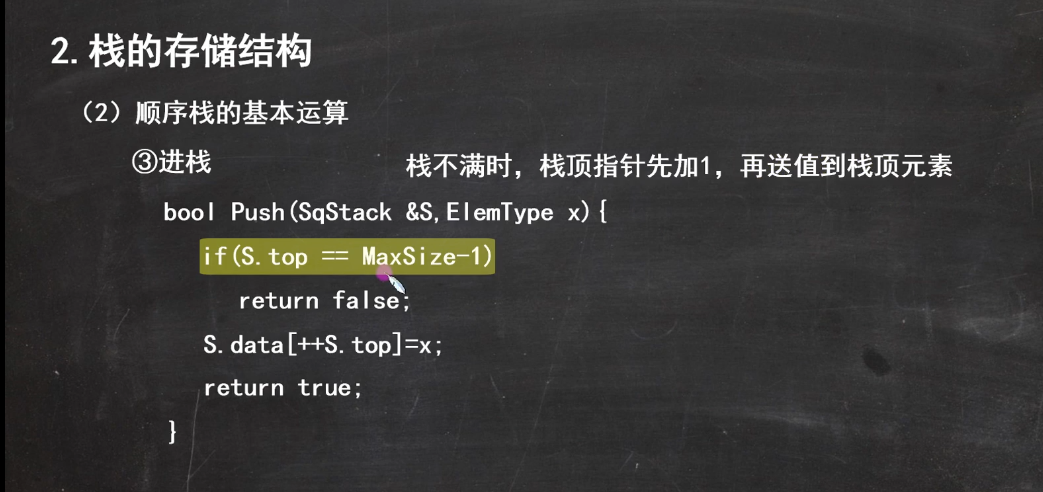 2. 栈的存储结构
（2）顺序栈的基本运算
③进栈
栈不满时，栈顶指针先加1，再送值到栈顶元素
bool Push(SqStack &S,ElemType x){
if(S.top == MaxSize-1)
return false;
S.data[++S.top]=x;
return true;
}